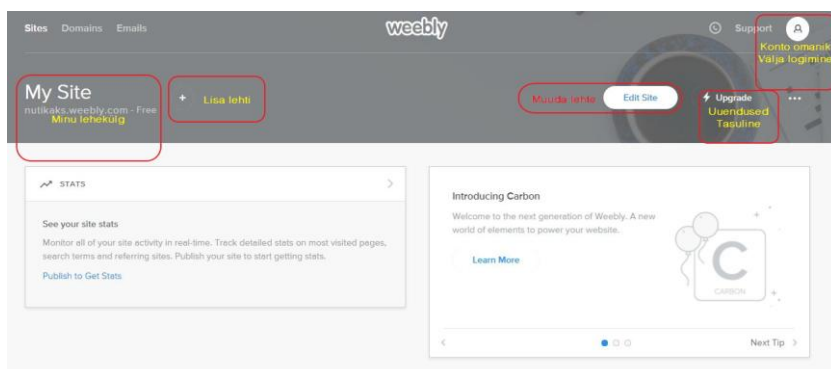 Sites Domains Emails
weebly
Support
Konto omanik
Välja logimine
My Site
nutikaks.weebly.com - Free
Minu lehekülg
+ Lisa lehti
Muuda lehte
Edit Site
Upgrade
Uuendused
Tasuline
STATS
See your site stats
Monitor all of your site activity in real-time. Track detailed stats on most visited pages,
search terms and referring sites. Publish your site to start getting stats.
Publish to Get Stats
Introducing Carbon
Welcome to the next generation of Weebly. A new
world of elements to power your website.
Learn More
C
CARBON
Next Tip